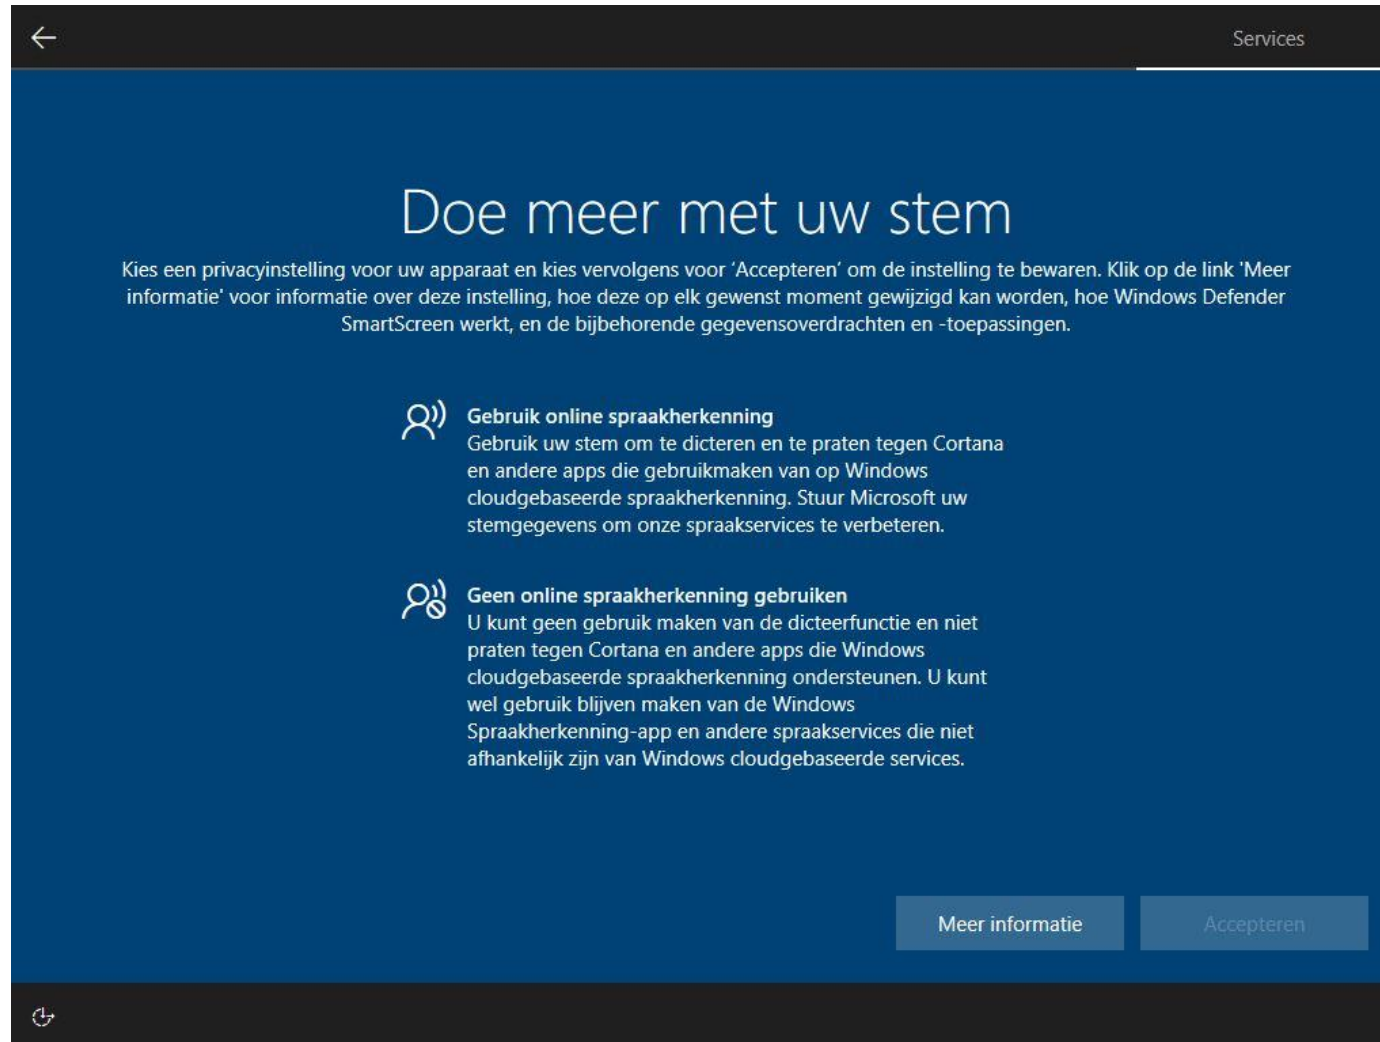 Services
Doe meer met uw stem
Kies een privacyinstelling voor uw apparaat en kies vervolgens voor ‘Accepteren’ om de instelling te bewaren. Klik op de link 'Meer
informatie' voor informatie over deze instelling, hoe deze op elk gewenst moment gewijzigd kan worden, hoe Windows Defender
SmartScreen werkt, en de bijbehorende gegevensoverdrachten en -toepassingen.
Gebruik online spraakherkenning
Gebruik uw stem om te dicteren en te praten tegen Cortana
en andere apps die gebruikmaken van op Windows
cloudgebaseerde spraakherkenning. Stuur Microsoft uw
stemgegevens om onze spraakservices te verbeteren.
Geen online spraakherkenning gebruiken
U kunt geen gebruik maken van de dicteerfunctie en niet
praten tegen Cortana en andere apps die Windows
cloudgebaseerde spraakherkenning ondersteunen. U kunt
wel gebruik blijven maken van de Windows
Spraakherkenning-app en andere spraakservices die niet
afhankelijk zijn van Windows cloudgebaseerde services.
Meer informatie
Accepteren